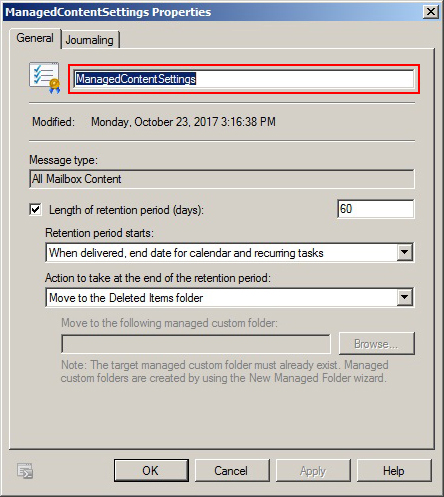 ManagedContentSettings Properties
General
Journaling
ManagedContentSettings
Modified: Monday, October 23, 2017 3:16:38 PM
Message type:
All Mailbox Content
Length of retention period (days): 60
Retention period starts:
When delivered, end date for calendar and recurring tasks
Action to take at the end of the retention period:
Move to the Deleted Items folder
Move to the following managed custom folder:
Browse...
Note: The target managed custom folder must already exist. Managed
custom folders are created by using the New Managed Folder wizard.
OK
Cancel
Apply
Help